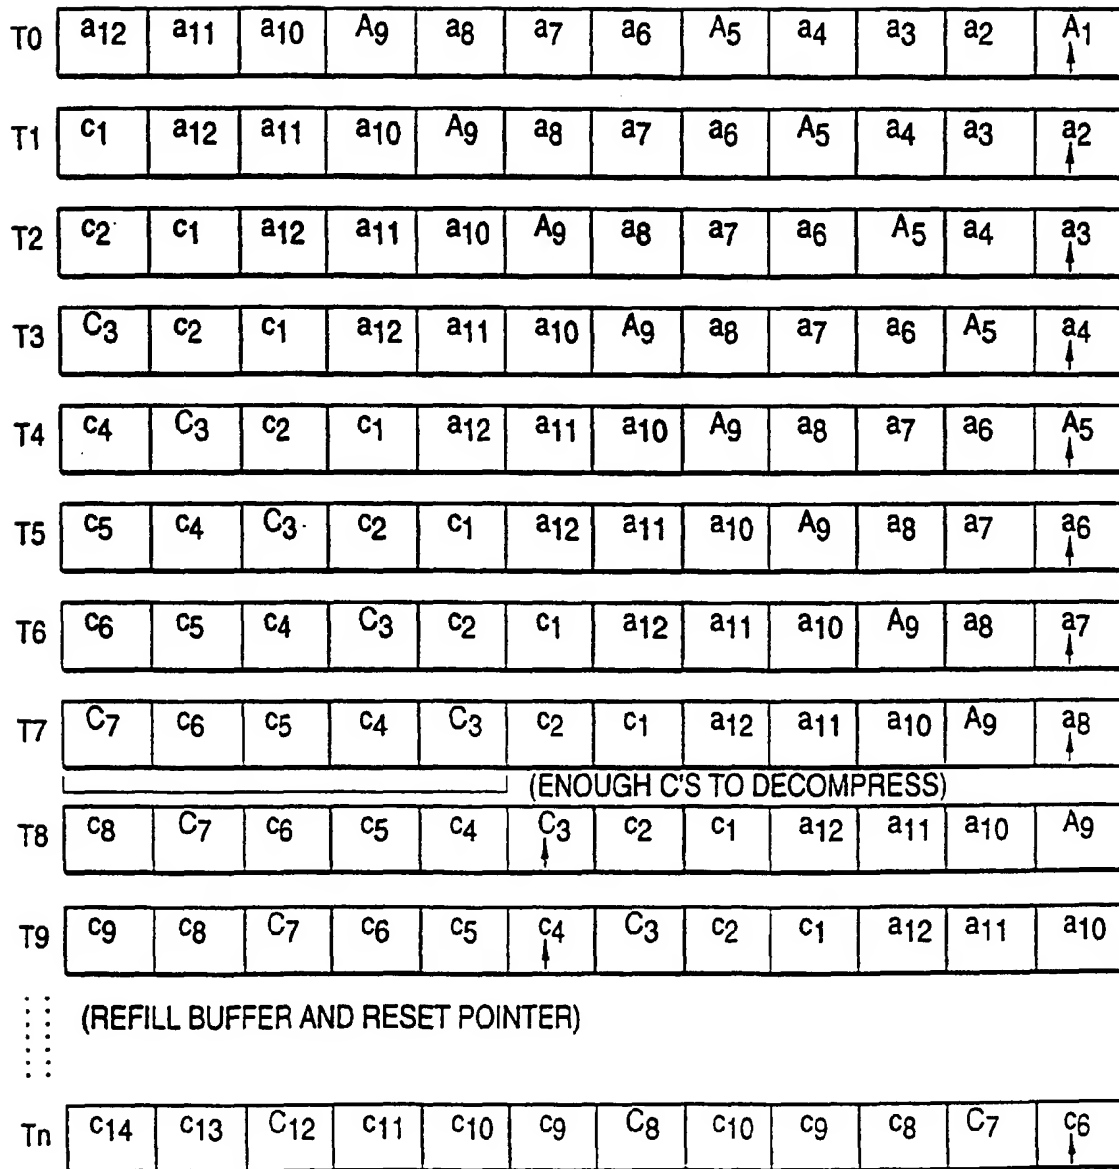 T0 a12 a11 a10 A9 a8 a7 a6 A5 a4 a3 a2 A1
T1 c1 a12 a11 a10 A9 a8 a7 a6 A5 a4 a3 a2
T2 c2 c1 a12 a11 a10 A9 a8 a7 a6 A5 a4 a3
T3 C3 c2 c1 a12 a11 a10 A9 a8 a7 a6 A5 a4
T4 c4 C3 c2 c1 a12 a11 a10 A9 a8 a7 a6 A5
T5 c5 c4 C3 c2 c1 a12 a11 a10 A9 a8 a7 a6
T6 c6 c5 c4 C3 c2 c1 a12 a11 a10 A9 a8 a7
T7 C7 c6 c5 c4 C3 c2 c1 a12 a11 a10 A9 a8
(ENOUGH C'S TO DECOMPRESS)
T8 c8 C7 c6 c5 c4 C3 c2 c1 a12 a11 a10 A9
T9 c9 c8 C7 c6 c5 c4 C3 c2 c1 a12 a11 a10
(REFILL BUFFER AND RESET POINTER)
Tn c14 c13 C12 c11 c10 c9 C8 c10 c9 c8 C7 c6